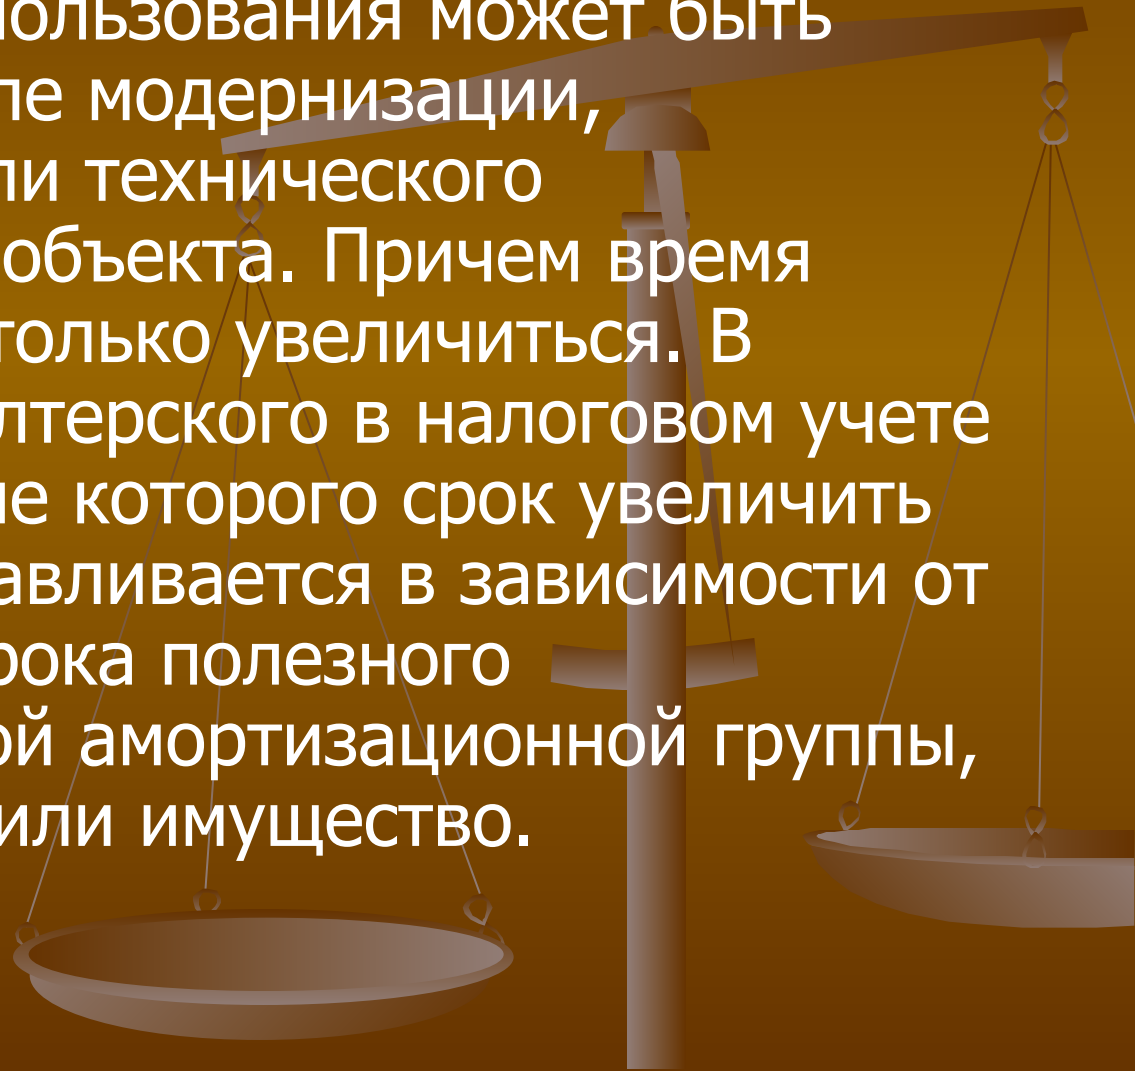 пользования может быть
ле модернизации,
ли технического
объекта. Причем время
только увеличиться. В
лтерского в налоговом учете
ие которого срок увеличить
авливается в зависимости от
рока полезного
ой амортизационной группы,
или имущество.